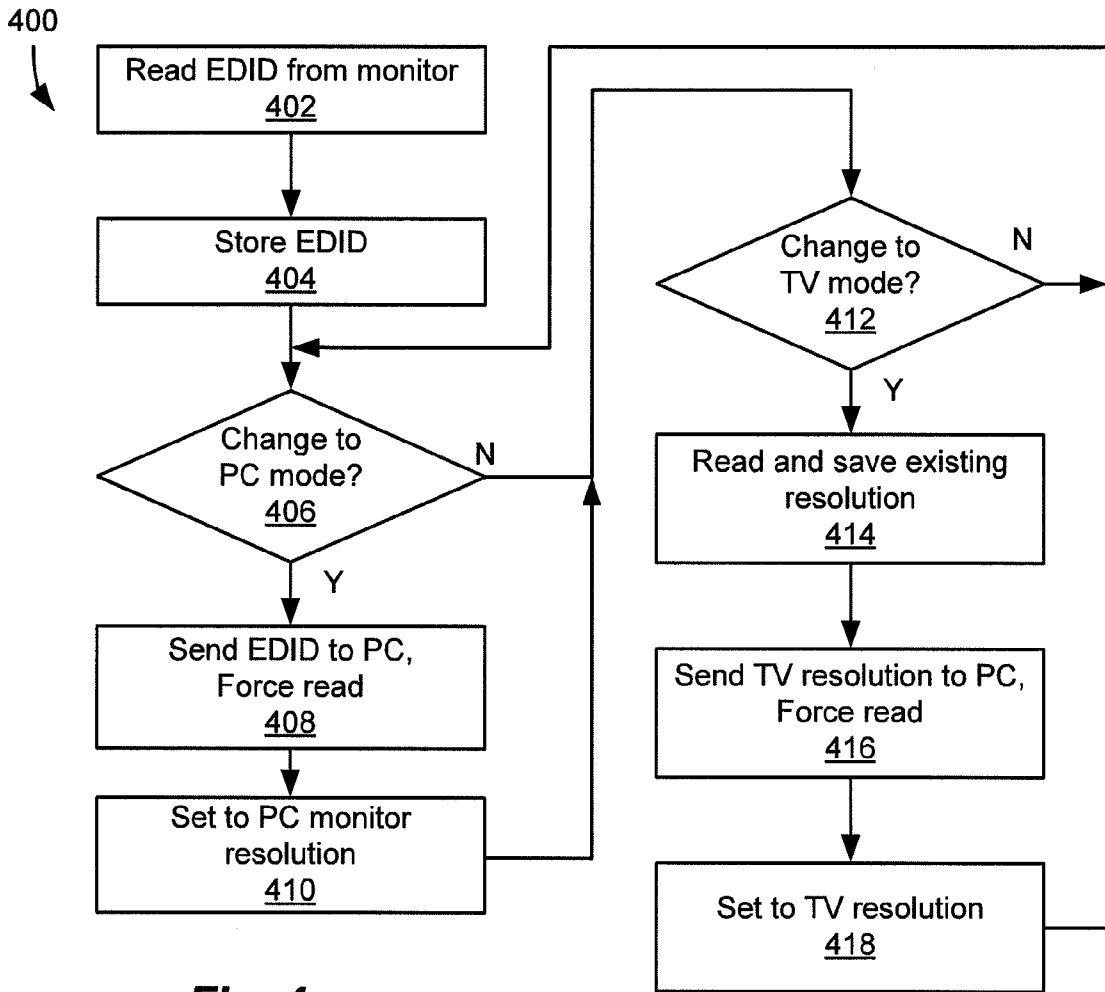 400
Read EDID from monitor
402
Store EDID
404
Change to
PC mode?
406
N
Y
Send EDID to PC,
Force read
408
Set to PC monitor
resolution
410
Change to
TV mode?
412
N
Y
Read and save existing
resolution
414
Send TV resolution to PC,
Force read
416
Set to TV resolution
418